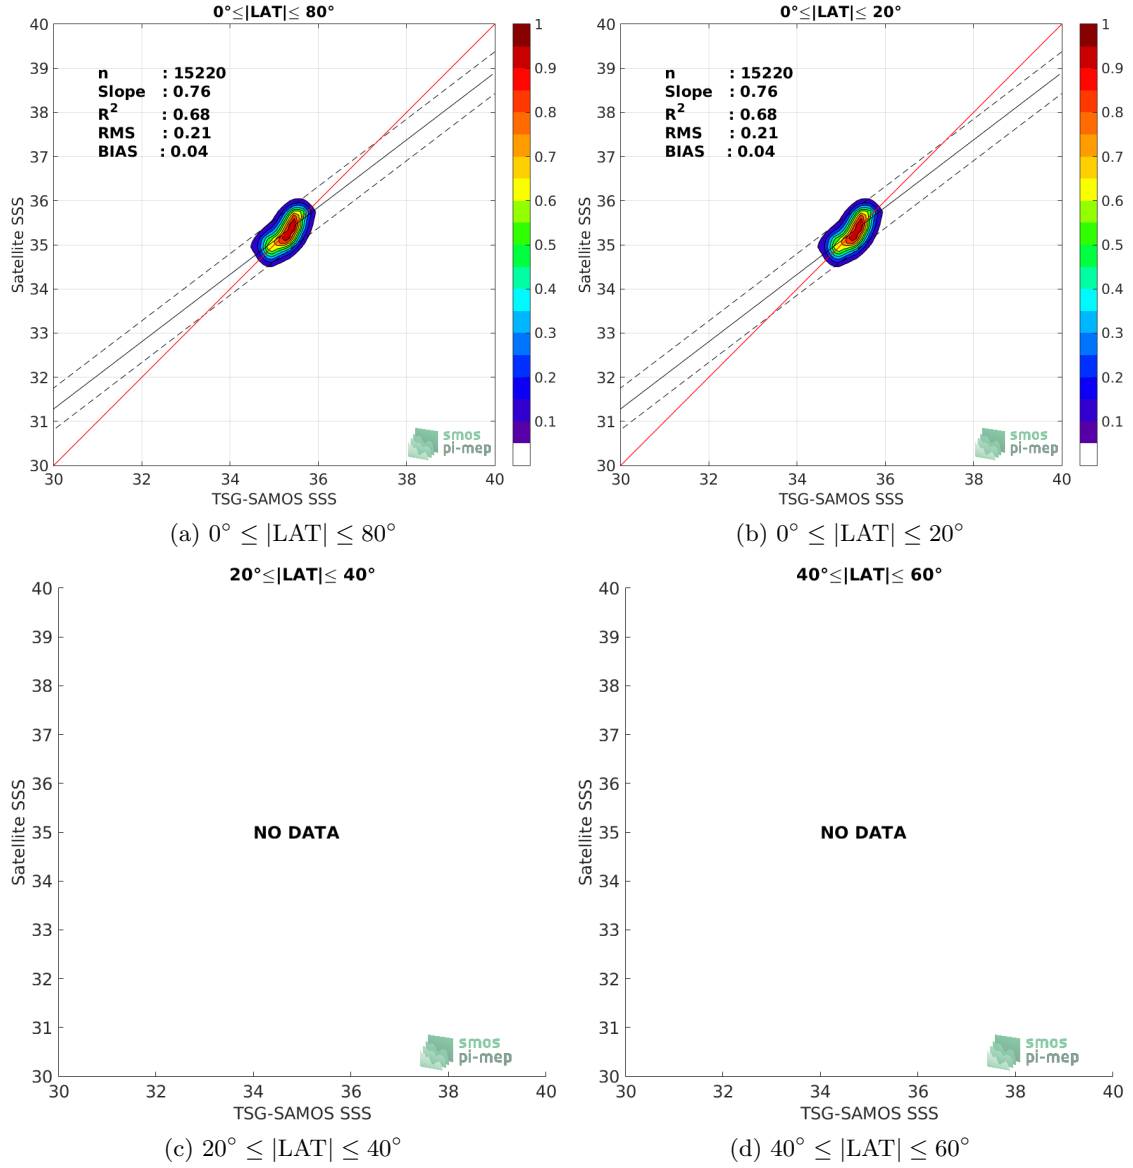 0°≤|LAT|≤ 80°
40
39
38
37
36
35
34
33
32
31
30
n : 15220
Slope : 0.76
R² : 0.68
RMS : 0.21
BIAS : 0.04
Satellite SSS
30 32 34 36 38 40
TSG-SAMOS SSS
smos
pi-mep
1
0.9
0.8
0.7
0.6
0.5
0.4
0.3
0.2
0.1
(a) 0° ≤ |LAT| ≤ 80°
0°≤|LAT|≤ 20°
40
39
38
37
36
35
34
33
32
31
30
n : 15220
Slope : 0.76
R² : 0.68
RMS : 0.21
BIAS : 0.04
Satellite SSS
30 32 34 36 38 40
TSG-SAMOS SSS
smos
pi-mep
1
0.9
0.8
0.7
0.6
0.5
0.4
0.3
0.2
0.1
(b) 0° ≤ |LAT| ≤ 20°
20°≤|LAT|≤ 40°
40
39
38
37
36
35
34
33
32
31
30
Satellite SSS
NO DATA
smos
pi-mep
30 32 34 36 38 40
TSG-SAMOS SSS
(c) 20° ≤ |LAT| ≤ 40°
40°≤|LAT|≤ 60°
40
39
38
37
36
35
34
33
32
31
30
Satellite SSS
NO DATA
smos
pi-mep
30 32 34 36 38 40
TSG-SAMOS SSS
(d) 40° ≤ |LAT| ≤ 60°